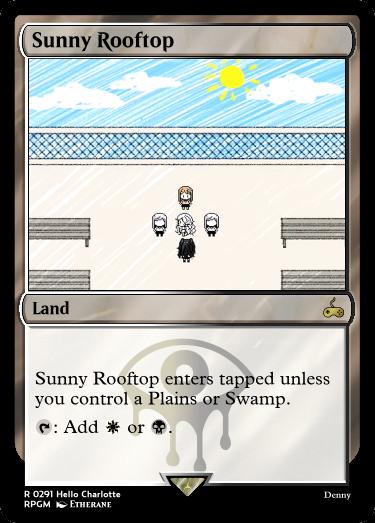 Sunny Rooftop
Land
Sunny Rooftop enters tapped unless
you control a Plains or Swamp.
: Add or .
R 0291 Hello Charlotte
RPGM Etherane
Denny